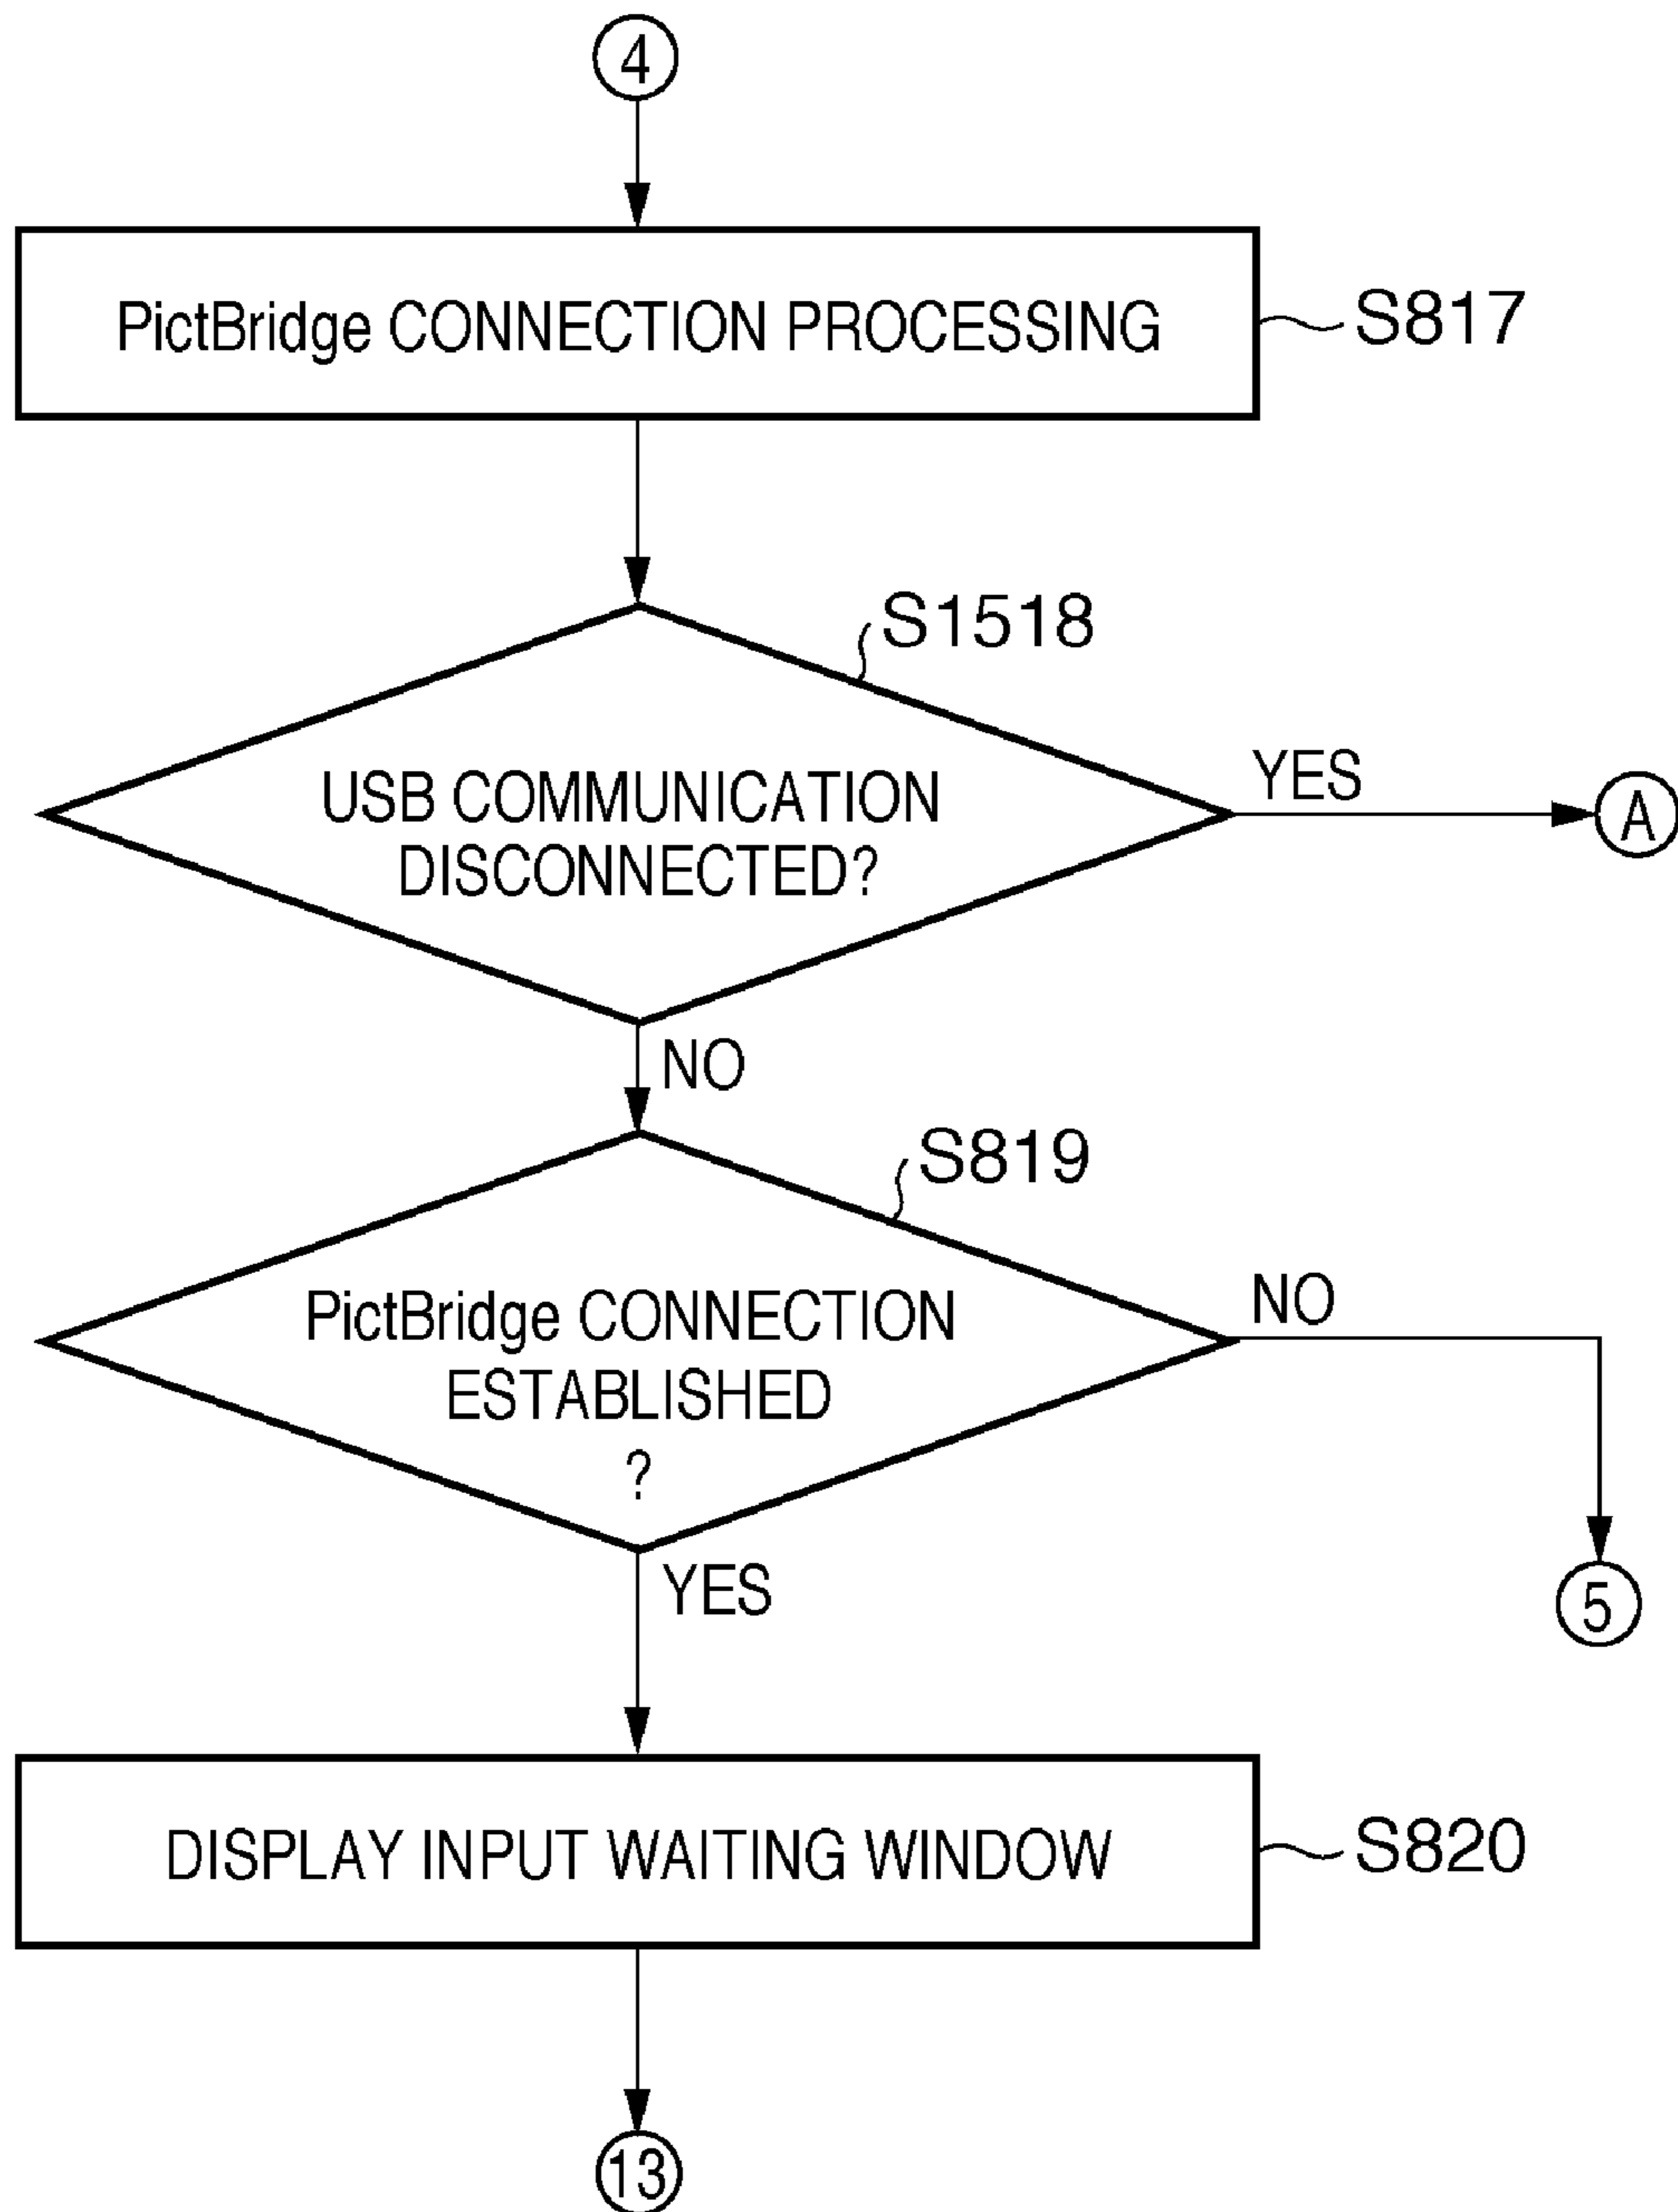 4
PictBridge CONNECTION PROCESSING
S817
S1518
USB COMMUNICATION
DISCONNECTED?
YES
A
NO
S819
PictBridge CONNECTION
ESTABLISHED
?
NO
5
YES
DISPLAY INPUT WAITING WINDOW
S820
13